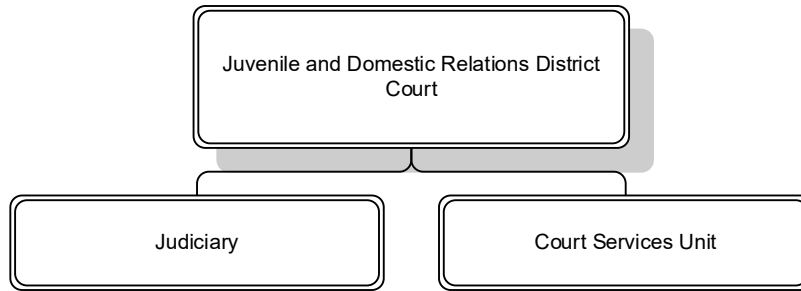 Juvenile and Domestic Relations District
Court
Judiciary
Court Services Unit